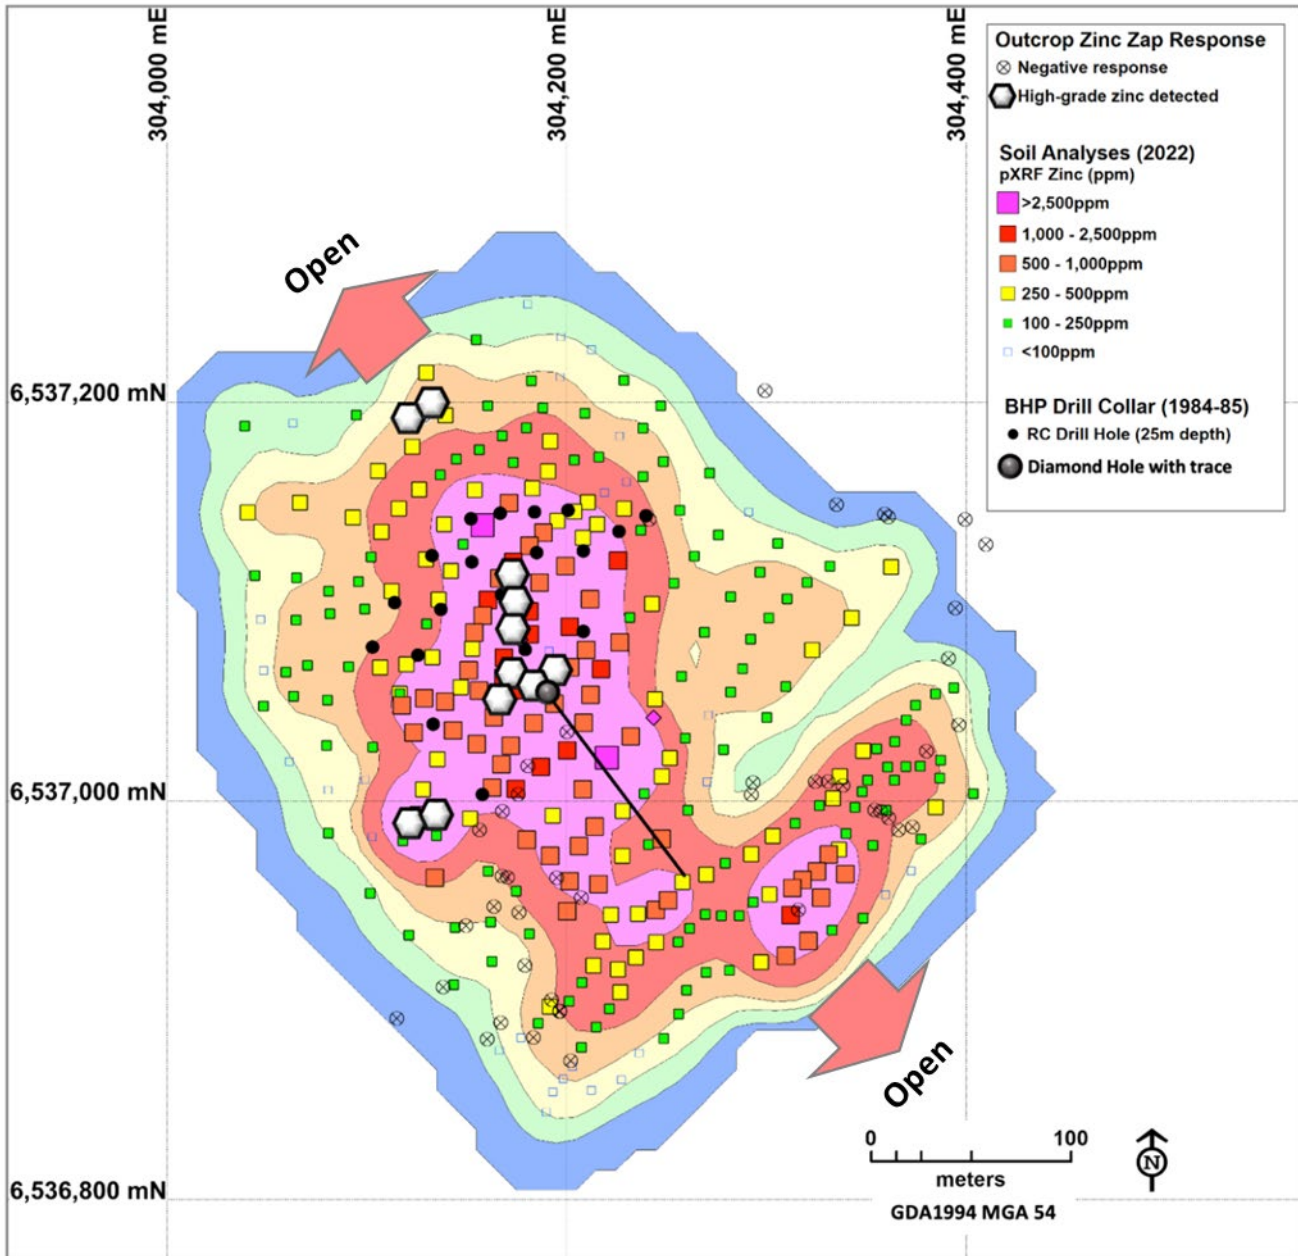 304,000 mE
304,200 mE
304,400 mE
Outcrop Zinc Zap Response
Negative response
High-grade zinc detected
Soil Analyses (2022)
pXRF Zinc (ppm)
>2,500ppm
1,000 - 2,500ppm
500 - 1,000ppm
250 - 500ppm
100 - 250ppm
<100ppm
BHP Drill Collar (1984-85)
RC Drill Hole (25m depth)
Diamond Hole with trace
Open
6,537,200 mN
6,537,000 mN
Open
0 100
meters
N
GDA1994 MGA 54
6,536,800 mN